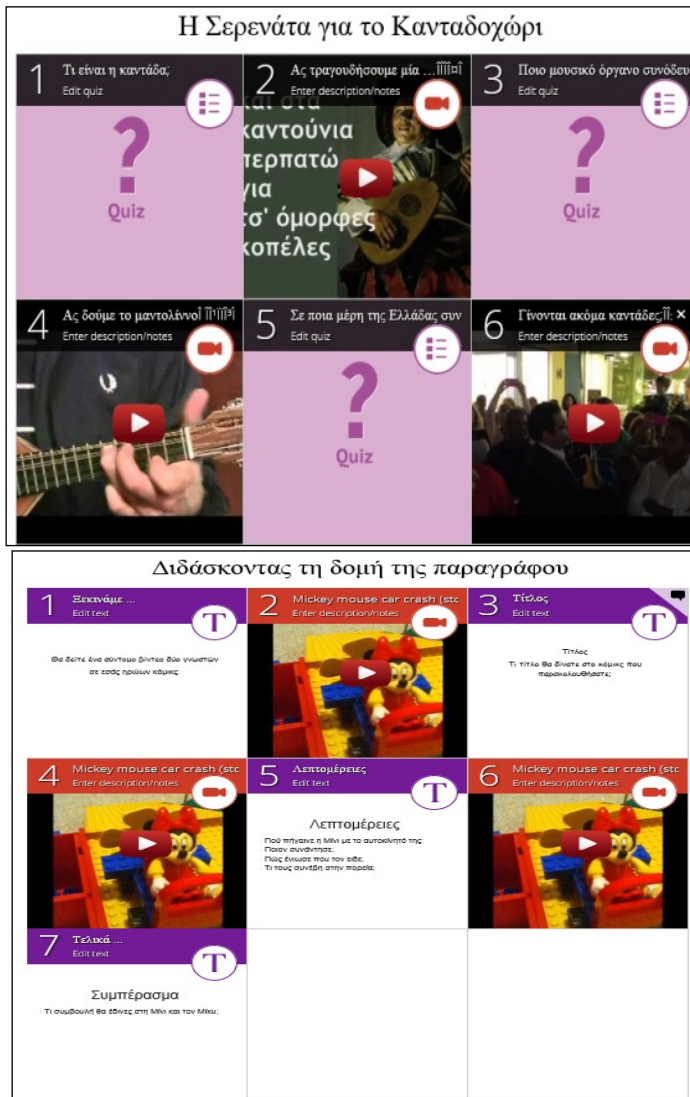 Η Σερενάτα για το Κανταδοχώρι
1 Τι είναι η καντάδα;
Edit quiz
Quiz
2 Ας τραγουδήσουμε μία ...
Enter description/notes
και στα
καντούνια
περπατώ
για
τσ' όμορφες
κοπέλες
3 Ποιο μουσικό όργανο συνόδευ
Edit quiz
Quiz
4 Ας δούμε το μαντολίνο
Enter description/notes
5 Σε ποια μέρη της Ελλάδας συν
Edit quiz
Quiz
6 Γίνονται ακόμα καντάδες;
Enter description/notes
Διδάσκοντας τη δομή της παραγράφου
1 Ξεκινάμε ...
Edit text
T
Θα δείτε ένα σύντομο βίντεο δύο γνωστών
σε εσάς ηρώων κόμικς.
2 Mickey mouse car crash (stc
Enter description/notes
3 Τίτλος
Edit text
T
Τίτλος
Τι τίτλο θα δίνατε στο κόμικς που
παρακολουθήσατε;
4 Mickey mouse car crash (stc
Enter description/notes
5 Λεπτομέρειες
Edit text
T
Λεπτομέρειες
Πού πήγαινε η Μίνι με το αυτοκίνητό της;
Ποιον συνάντησε;
Πώς ένιωσε που τον είδε;
Τι τους συνέβη στην πορεία;
6 Mickey mouse car crash (stc
Enter description/notes
7 Τελικά ...
Edit text
T
Συμπέρασμα
Τι συμβουλή θα έδινες στη Μίνι και τον Μίκυ;